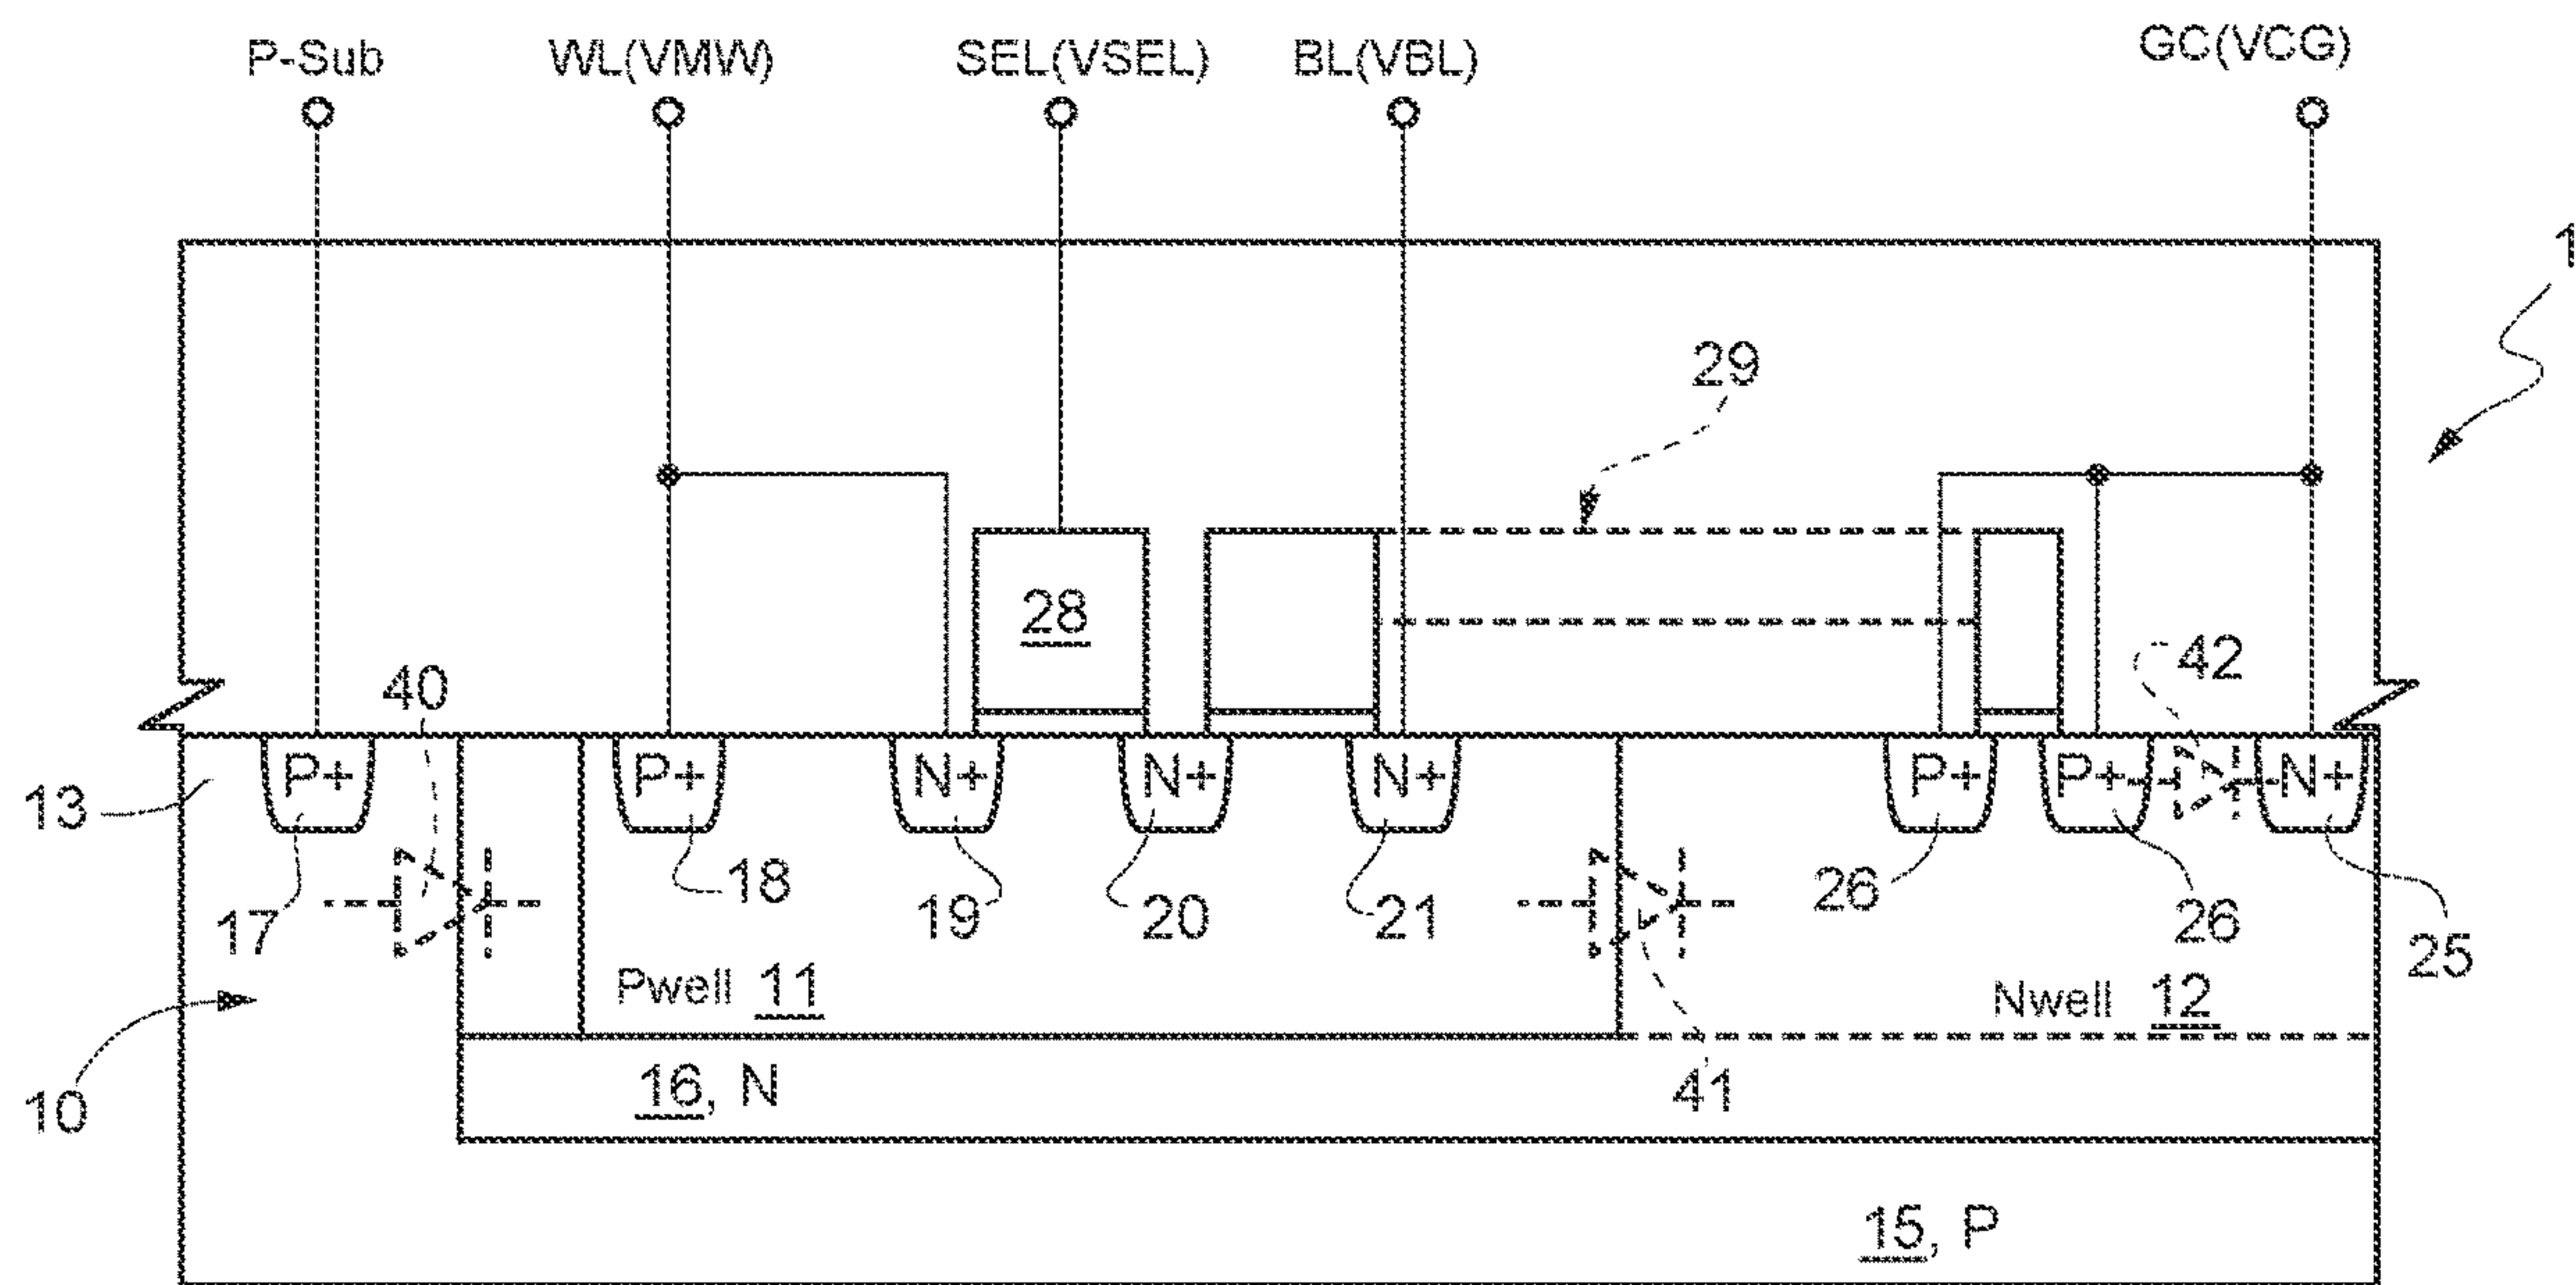 P-Sub WL(VMW) SEL(VSEL) BL(VBL) GC(VCG)
1
29
28
40
42
P+ P+ N+ N+ N+ P+ P+ N+
13
17 18 19 20 21 26 26 25
Pwell 11
Nwell 12
10
16, N
41
15, P